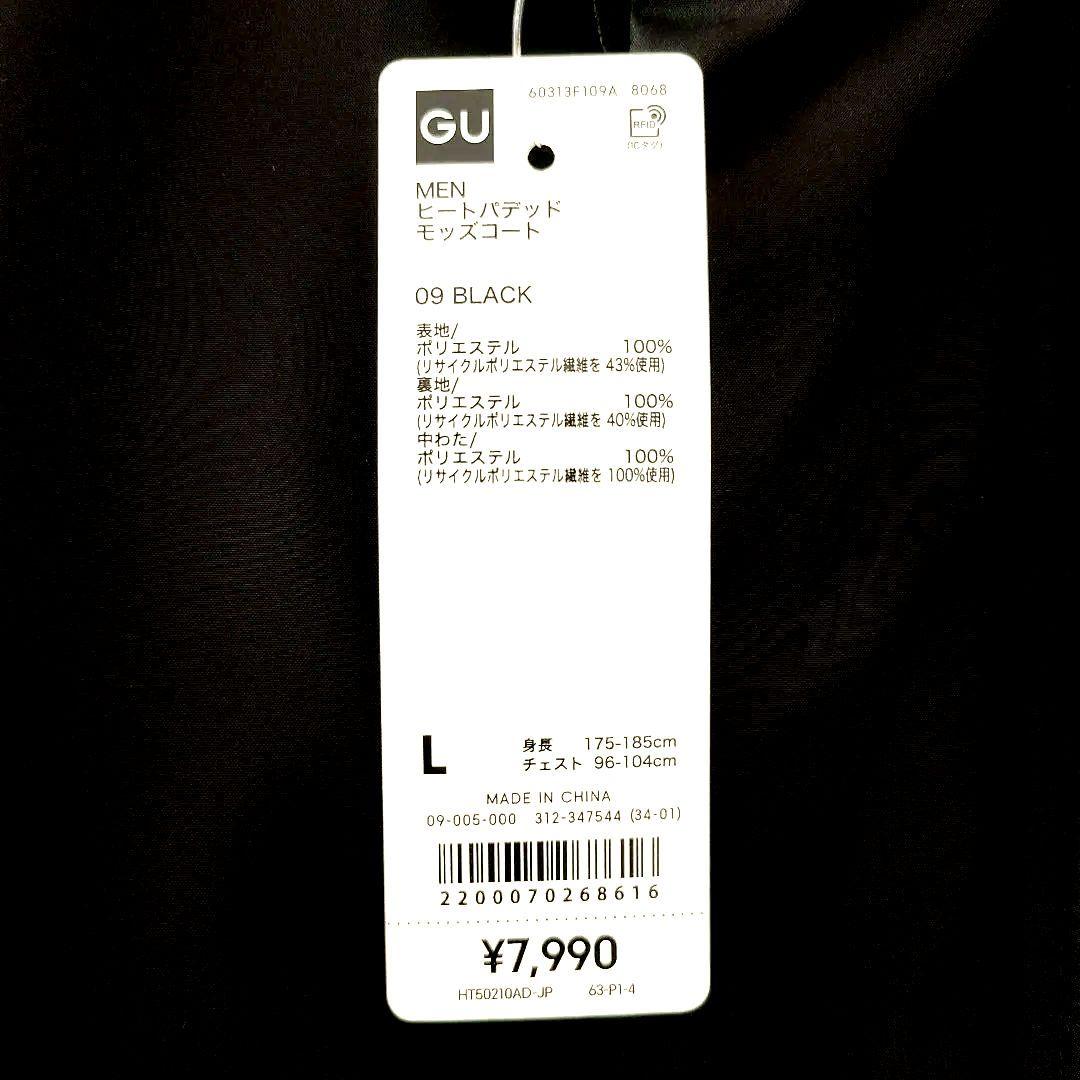 60313F109A 8068
GU
RFID
(ICタグ)
MEN
ヒートパデッド
モッズコート
09 BLACK
表地/
ポリエステル 100%
(リサイクルポリエステル繊維を 43%使用)
裏地/
ポリエステル 100%
(リサイクルポリエステル繊維を 40%使用)
中わた/
ポリエステル 100%
(リサイクルポリエステル繊維を 100%使用)
L
身長 175-185cm
チェスト 96-104cm
MADE IN CHINA
09-005-000 312-347544 (34-01)
2200070268616
¥7,990
HT50210AD-JP 63-P1-4